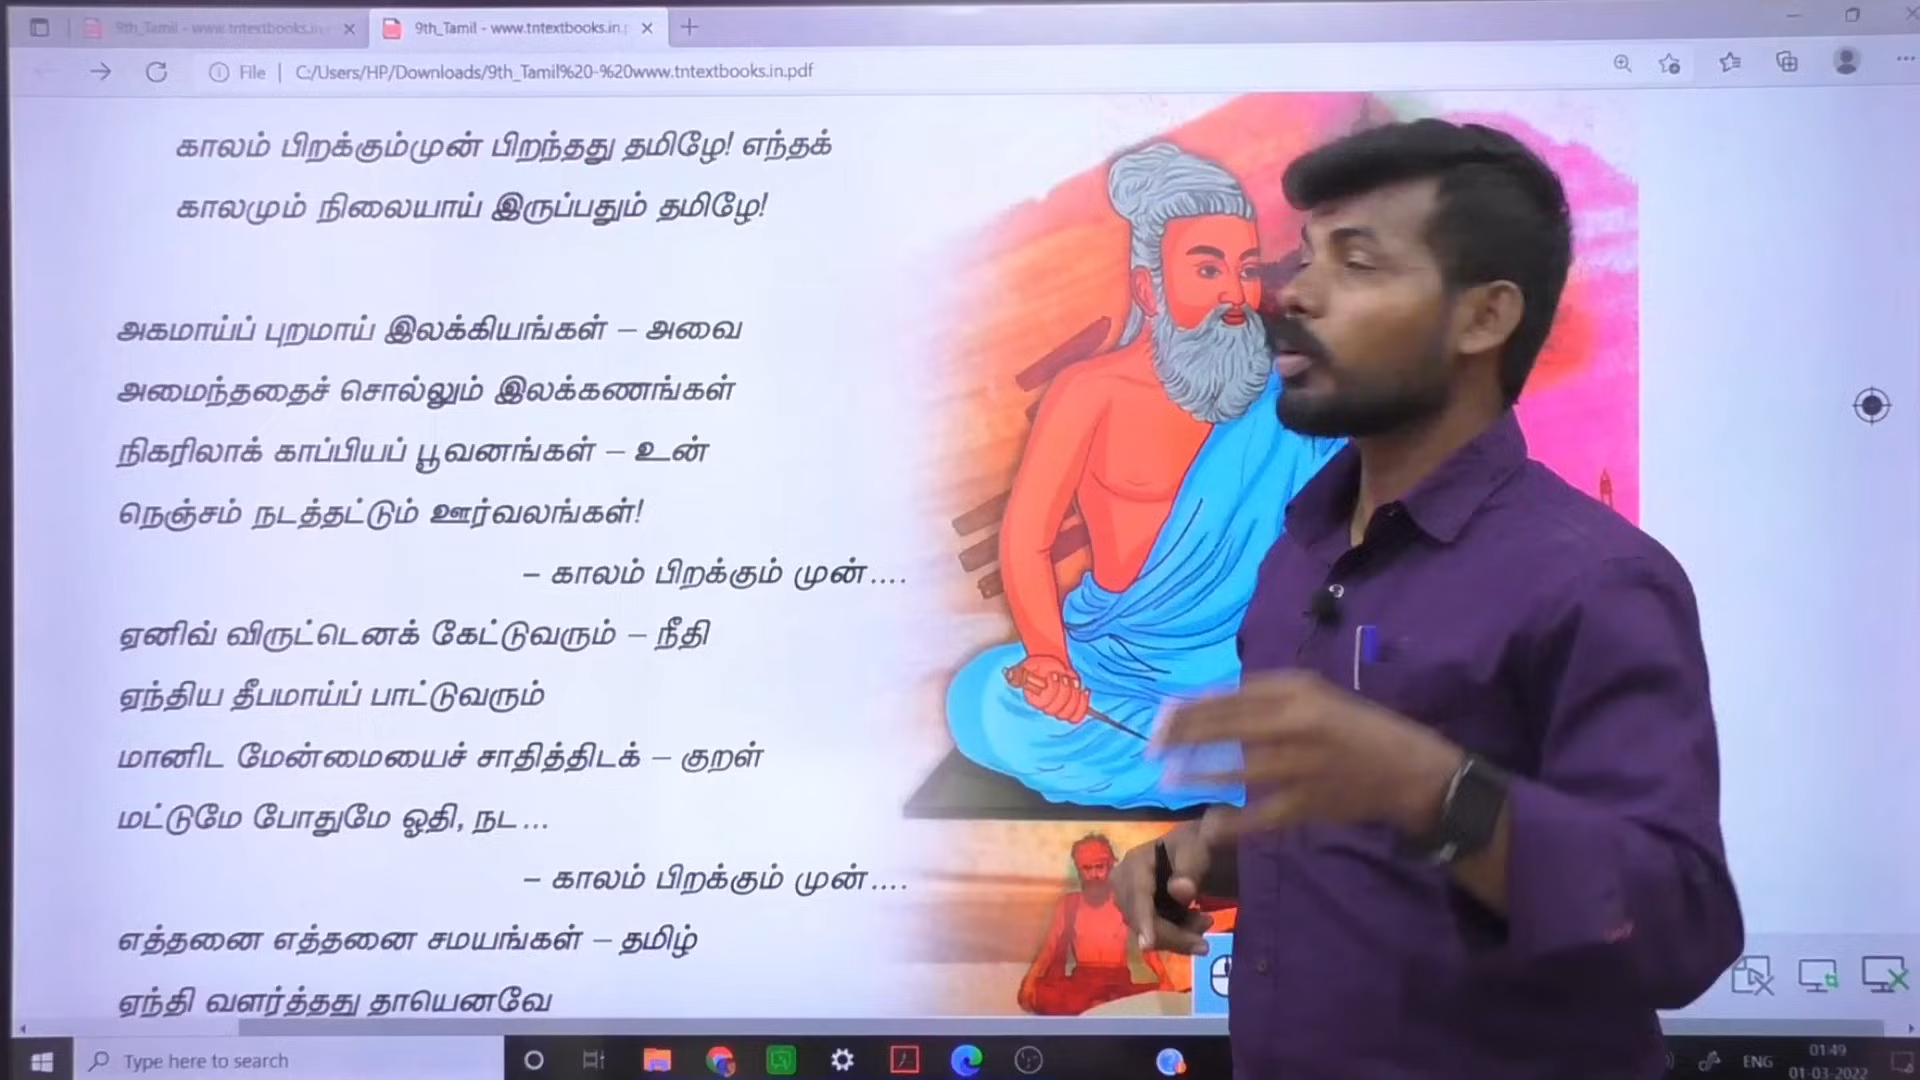 9th_Tamil - www.tntextbooks.in
9th_Tamil - www.tntextbooks.in.
File | C:/Users/HP/Downloads/9th_Tamil%20-%20www.tntextbooks.in.pdf
காலம் பிறக்கும்முன் பிறந்தது தமிழே! எந்தக்
காலமும் நிலையாய் இருப்பதும் தமிழே!
அகமாய்ப் புறமாய் இலக்கியங்கள் – அவை
அமைந்ததைச் சொல்லும் இலக்கணங்கள்
நிகரிலாக் காப்பியப் பூவனங்கள் – உன்
நெஞ்சம் நடத்தட்டும் ஊர்வலங்கள்!
– காலம் பிறக்கும் முன்....
ஏனிவ் விருட்டெனக் கேட்டுவரும் – நீதி
ஏந்திய தீபமாய்ப் பாட்டுவரும்
மானிட மேன்மையைச் சாதித்திடக் – குறள்
மட்டுமே போதுமே ஓதி, நட...
– காலம் பிறக்கும் முன்....
எத்தனை எத்தனை சமயங்கள் – தமிழ்
ஏந்தி வளர்த்தது தாயெனவே
Type here to search
ENG
01:49
01-03-2022